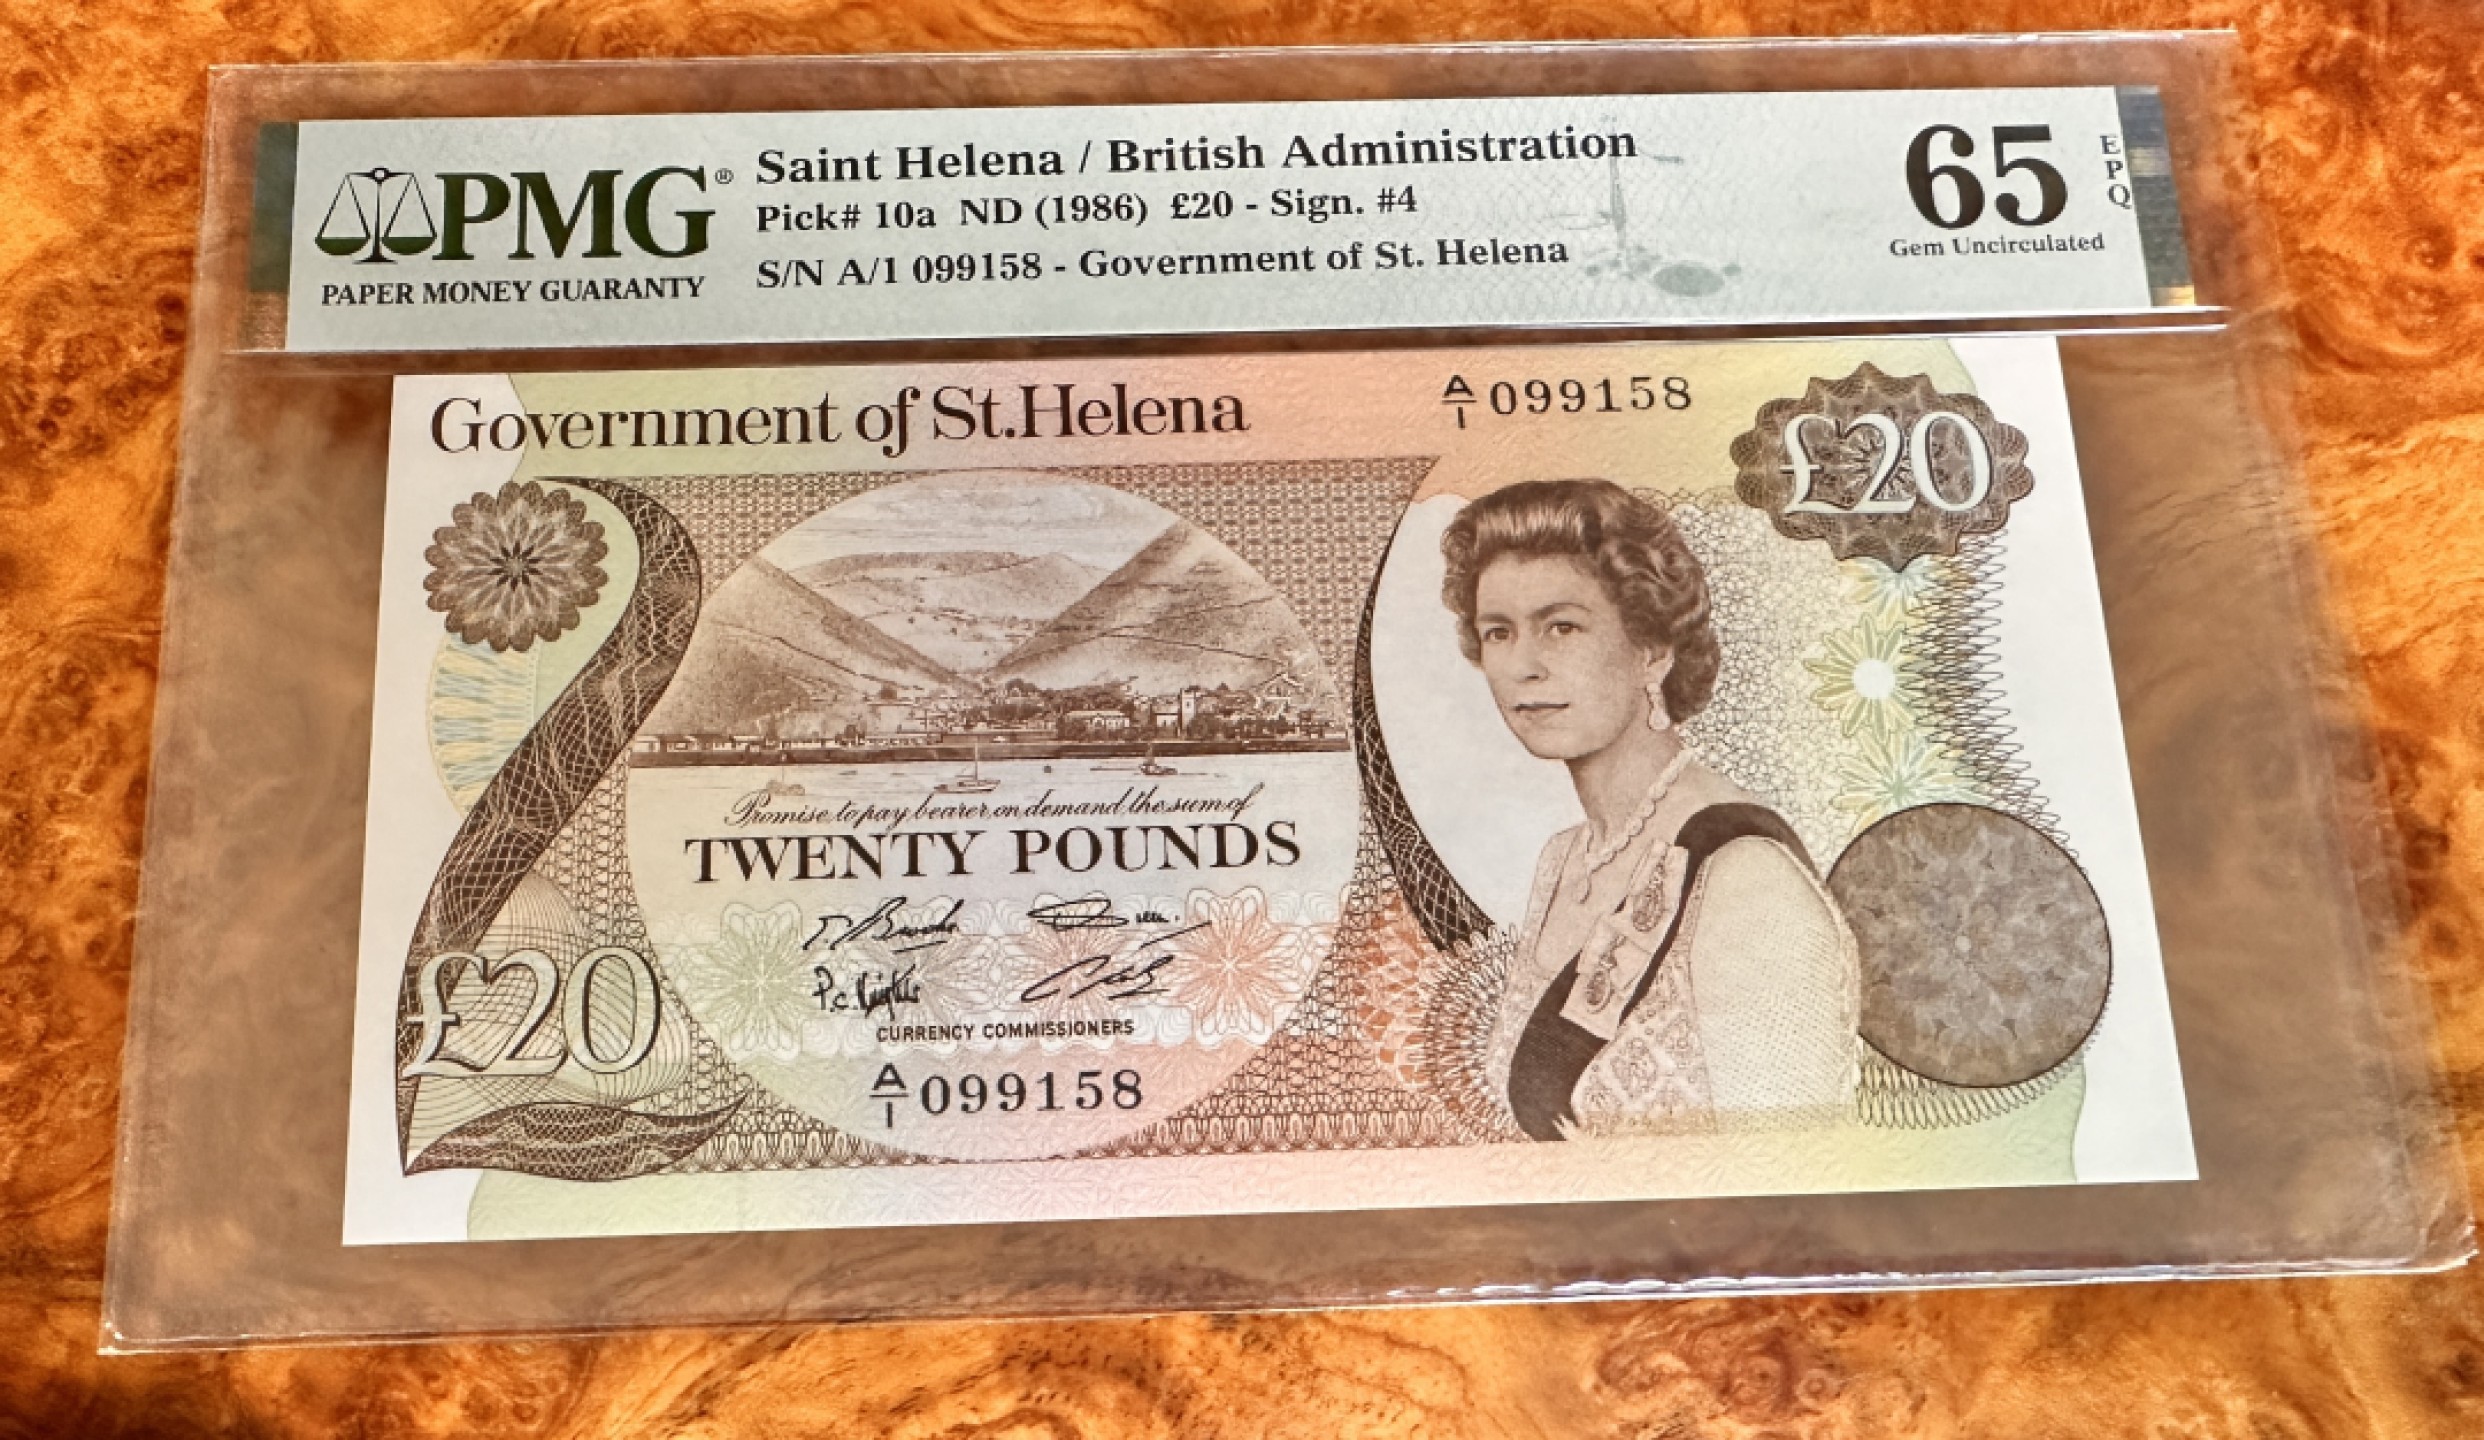 PMG®
PAPER MONEY GUARANTY
Saint Helena / British Administration
Pick# 10a ND (1986) £20 - Sign. #4
S/N A/1 099158 - Government of St. Helena
65
EPQ
Gem Uncirculated
Government of St.Helena
A/1 099158
£20
Promise to pay bearer on demand the sum of
TWENTY POUNDS
£20
CURRENCY COMMISSIONERS
A/1 099158